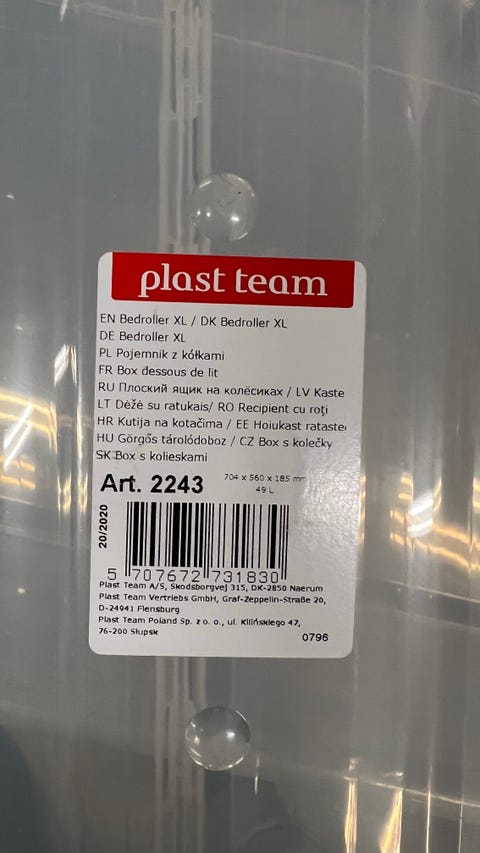 plast team
EN Bedroller XL / DK Bedroller XL
DE Bedroller XL
PL Pojemnik z kółkami
FR Box dessous de lit
RU Плоский ящик на колёсиках / LV Kaste
LT Dėžė su ratukais/ RO Recipient cu roţi
HR Kutija na kotačima / EE Hoiukast ratastel
HU Görgős tárolódoboz / CZ Box s kolečky
SK Box s kolieskami
Art. 2243
704 x 560 x 185 mm
49 L
20/2020
5 707672 731830
Plast Team A/S, Skodsborgvej 315, DK-2850 Naerum
Plast Team Vertriebs GmbH, Graf-Zeppelin-Straße 20,
D-24941 Flensburg
Plast Team Poland Sp. z o. o., ul. Kilińskiego 47,
76-200 Słupsk
0796